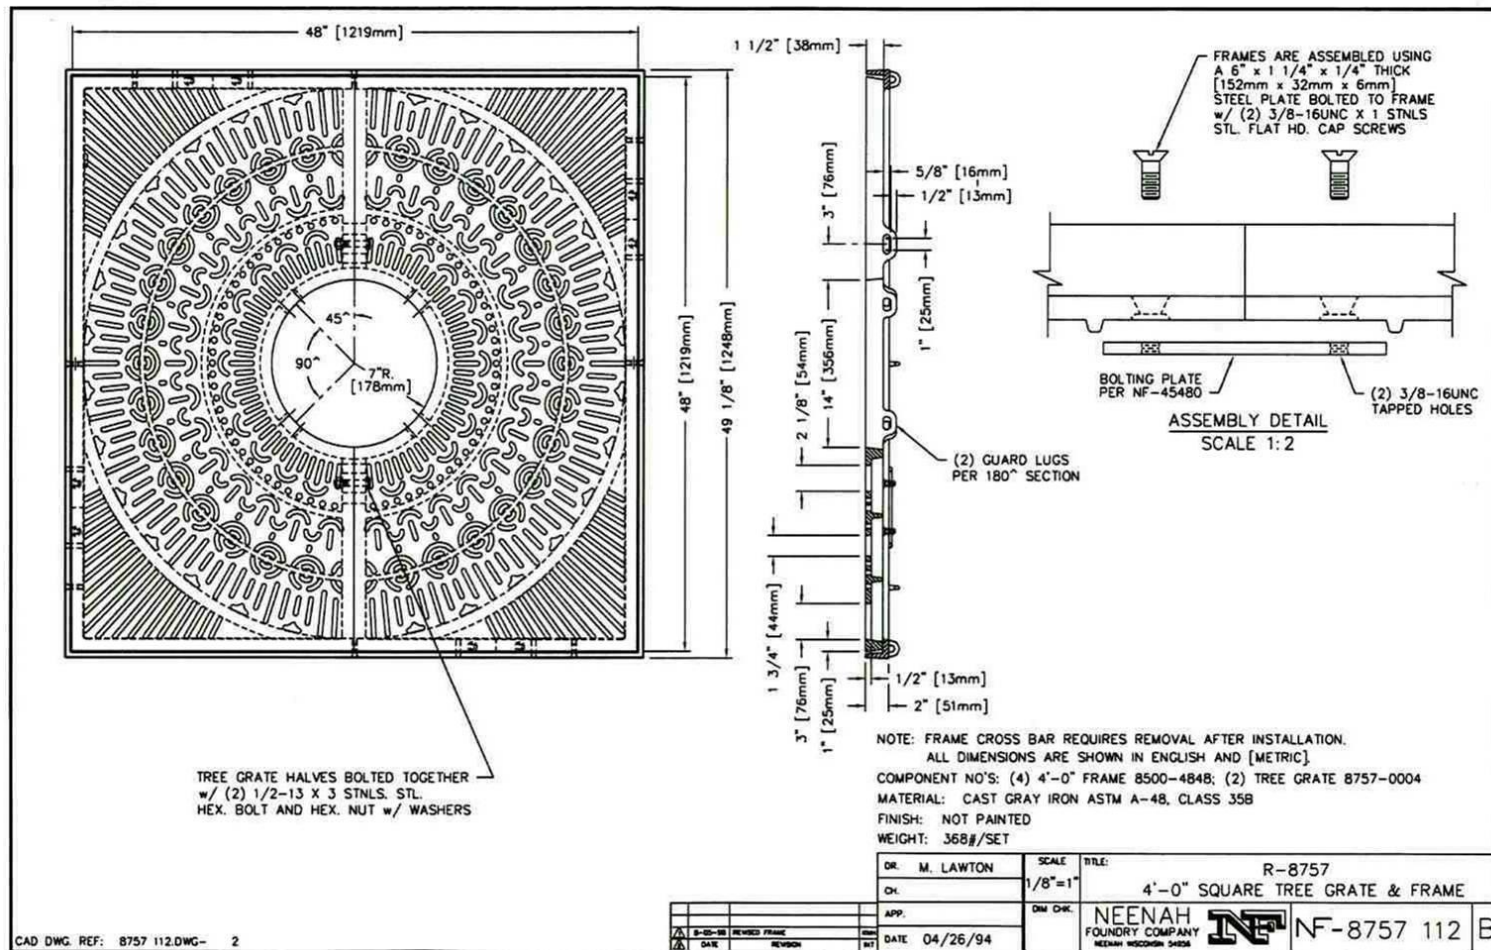 48" [1219mm]
1 1/2" [38mm]
FRAMES ARE ASSEMBLED USING
A 6" x 1 1/4" x 1/4" THICK
[152mm x 32mm x 6mm]
STEEL PLATE BOLTED TO FRAME
w/ (2) 3/8-16UNC X 1 STNLS
STL. FLAT HD. CAP SCREWS
3" [76mm]
5/8" [16mm]
1/2" [13mm]
1" [25mm]
45^
90^
7"R.
[178mm]
48" [1219mm]
49 1/8" [1248mm]
2 1/8" [54mm]
14" [356mm]
BOLTING PLATE
PER NF-45480
(2) 3/8-16UNC
TAPPED HOLES
ASSEMBLY DETAIL
SCALE 1:2
(2) GUARD LUGS
PER 180^ SECTION
1 3/4" [44mm]
3" [76mm]
1" [25mm]
1/2" [13mm]
2" [51mm]
TREE GRATE HALVES BOLTED TOGETHER
w/ (2) 1/2-13 X 3 STNLS. STL.
HEX. BOLT AND HEX. NUT w/ WASHERS
NOTE: FRAME CROSS BAR REQUIRES REMOVAL AFTER INSTALLATION.
ALL DIMENSIONS ARE SHOWN IN ENGLISH AND [METRIC].
COMPONENT NO'S: (4) 4'-0" FRAME 8500-4848; (2) TREE GRATE 8757-0004
MATERIAL: CAST GRAY IRON ASTM A-48, CLASS 35B
FINISH: NOT PAINTED
WEIGHT: 368#/SET
DR. M. LAWTON
CH.
APP.
DATE 04/26/94
SCALE
1/8"=1"
DIM CHK.
TITLE:
R-8757
4'-0" SQUARE TREE GRATE & FRAME
NEENAH
FOUNDRY COMPANY
NEENAH WISCONSIN 54956
NF
NF-8757 112
B
REVISED FRAME
DATE REVISION
CAD DWG. REF: 8757 112.DWG- 2